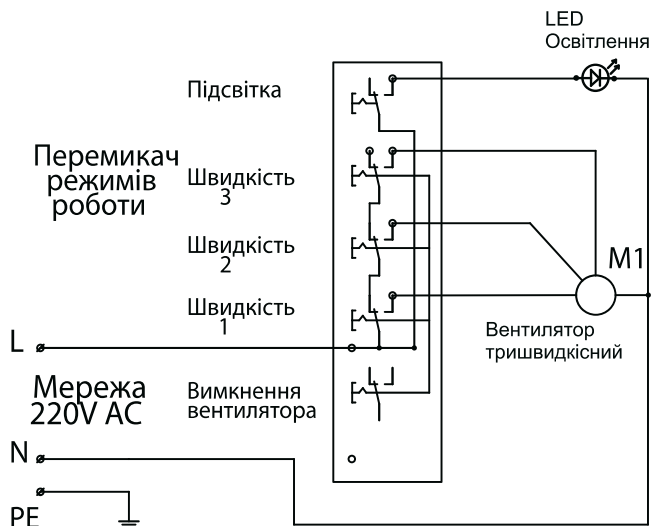 LED
Освітлення
Підсвітка
Перемикач
режимів
роботи
Швидкість
3
Швидкість
2
M1
Швидкість
1
Вентилятор
тришвидкісний
L
Мережа
220V AC
Вимкнення
вентилятора
N
PE